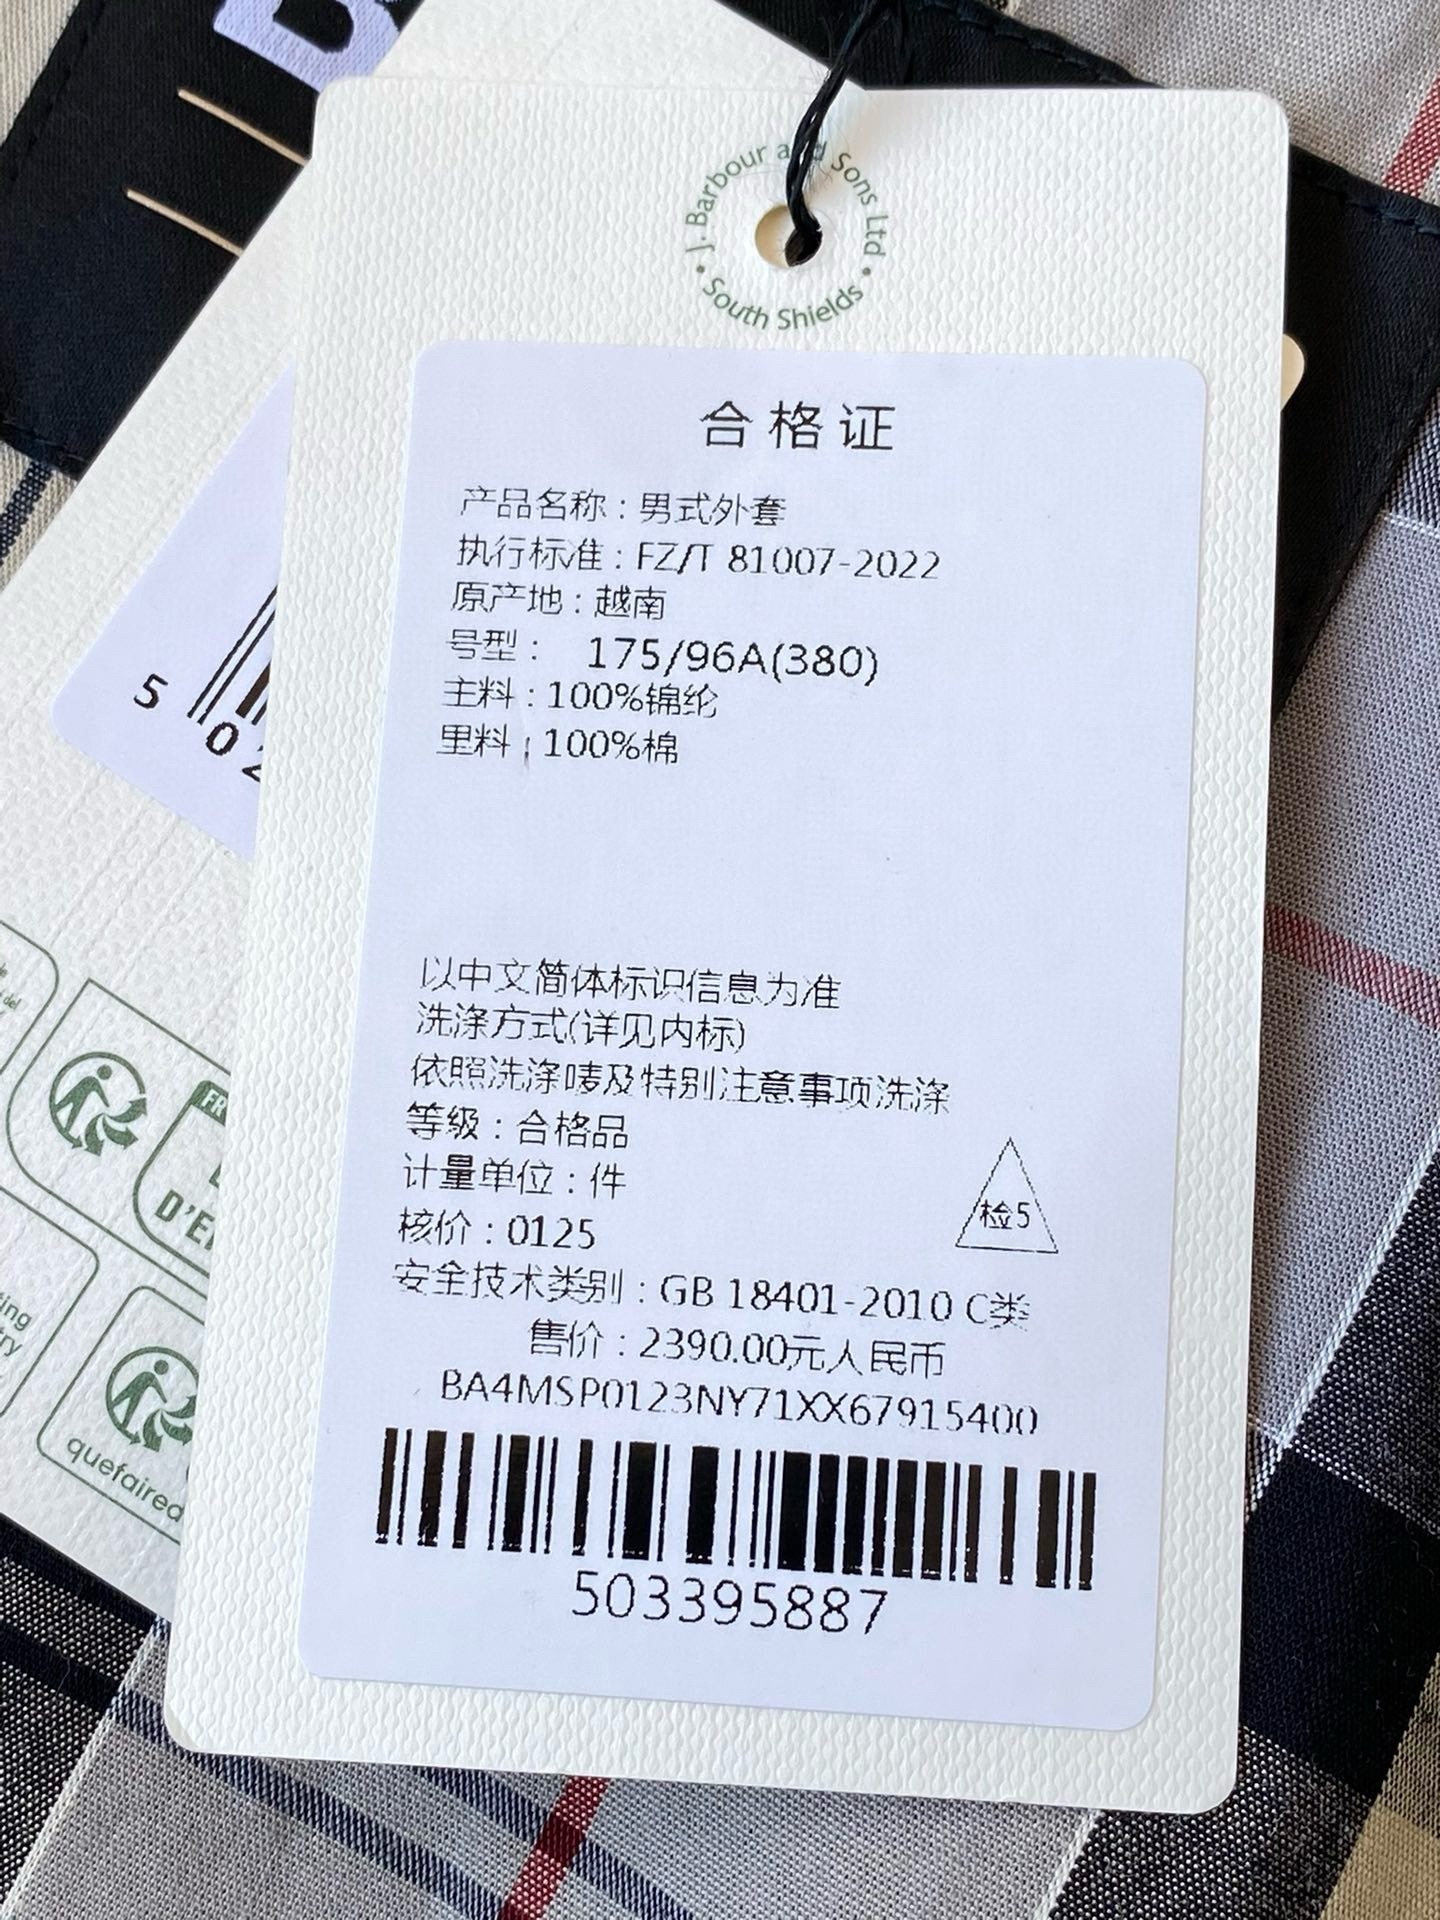 J. Barbour and Sons Ltd
• South Shields •
合格证
产品名称：男式外套
执行标准：FZ/T 81007-2022
原产地：越南
号型： 175/96A(380)
主料：100%锦纶
里料：100%棉
以中文简体标识信息为准
洗涤方式(详见内标)
依照洗涤唛及特别注意事项洗涤
等级：合格品
计量单位：件
核价：0125
检5
安全技术类别：GB 18401-2010 C类
售价：2390.00元人民币
BA4MSP0123NY71XX67915400
503395887
5 02
FR
D'E
quefaired